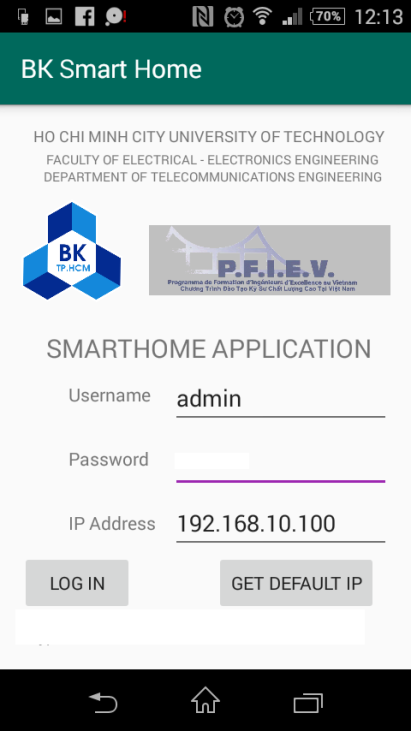 70% 12:13
BK Smart Home
HO CHI MINH CITY UNIVERSITY OF TECHNOLOGY
FACULTY OF ELECTRICAL - ELECTRONICS ENGINEERING
DEPARTMENT OF TELECOMMUNICATIONS ENGINEERING
BK
TP.HCM
P.F.I.E.V.
Programme de Formation d'Ingénieurs d'Excellence au Vietnam
Chương Trình Đào Tạo Kỹ Sư Chất Lượng Cao Tại Việt Nam
SMARTHOME APPLICATION
Username admin
Password
IP Address 192.168.10.100
LOG IN GET DEFAULT IP